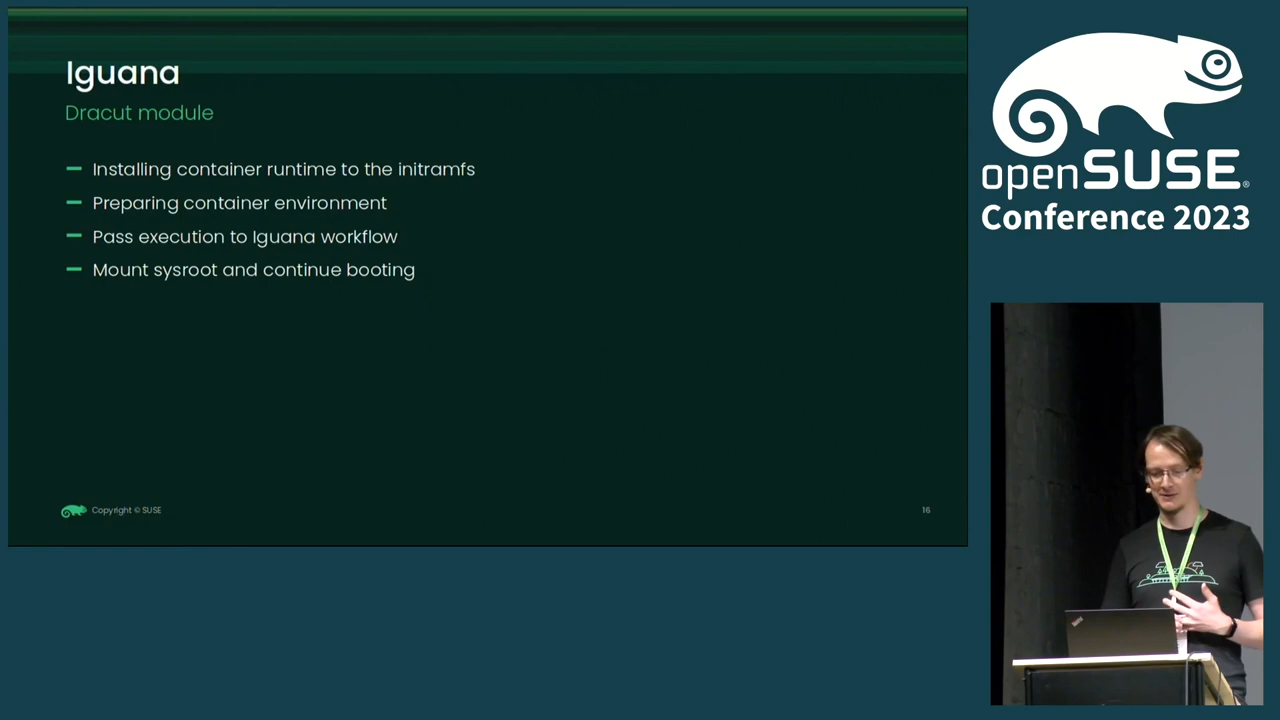 Iguana
Dracut module
Installing container runtime to the initramfs
Preparing container environment
Pass execution to Iguana workflow
Mount sysroot and continue booting
Copyright © SUSE
16
openSUSE®
Conference 2023